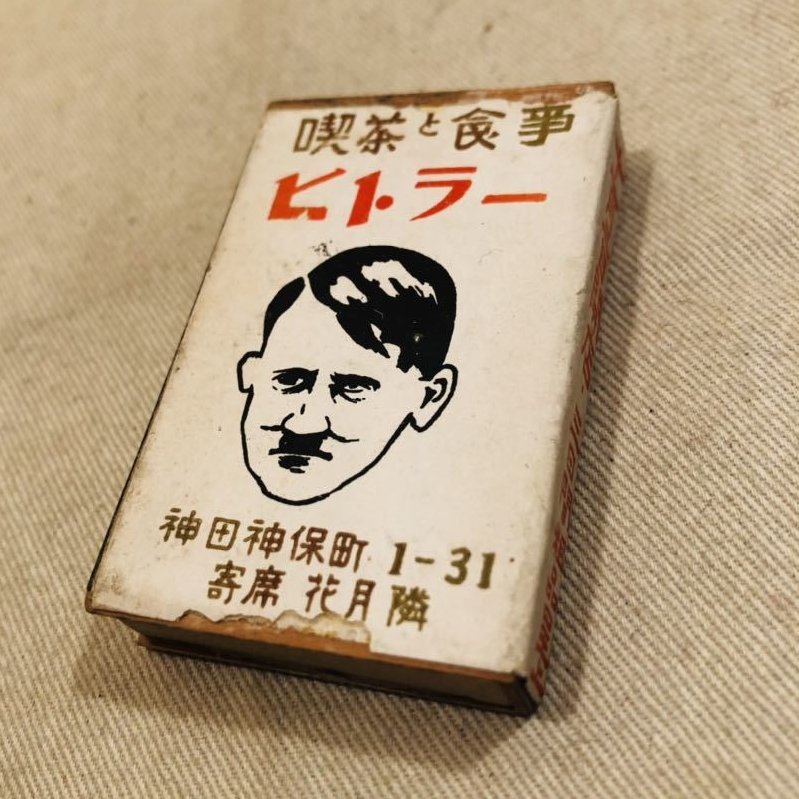 喫茶と食事
ヒトラー
神田神保町 1-31
寄席 花月隣